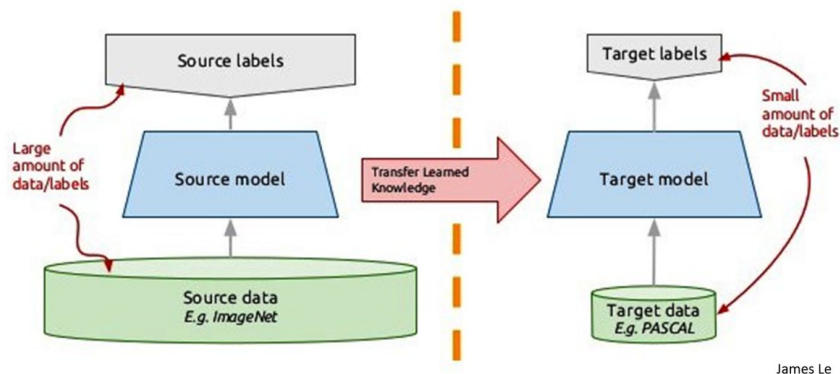 Source labels
Large
amount of
data/labels
Source model
Source data
E.g. ImageNet
Transfer Learned
Knowledge
Target labels
Small
amount of
data/labels
Target model
Target data
E.g. PASCAL
James Le